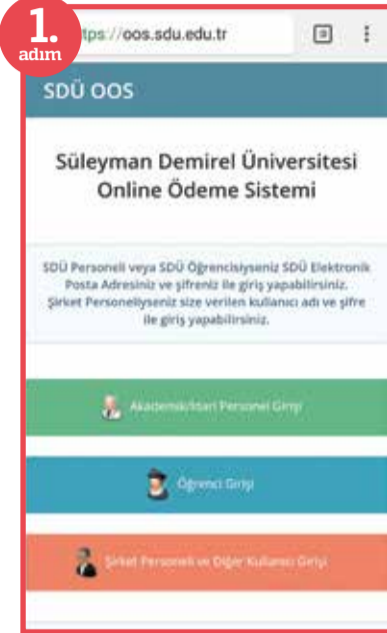 1.
adım
tps://oos.sdu.edu.tr
SDÜ OOS
Süleyman Demirel Üniversitesi
Online Ödeme Sistemi
SDÜ Personeli veya SDÜ Öğrencisiyseniz SDÜ Elektronik
Posta Adresiniz ve şifreniz ile giriş yapabilirsiniz.
Şirket Personeliyseniz size verilen kullanıcı adı ve şifre
ile giriş yapabilirsiniz.
Akademik/İdari Personel Girişi
Öğrenci Girişi
Şirket Personeli ve Diğer Kullanıcı Girişi